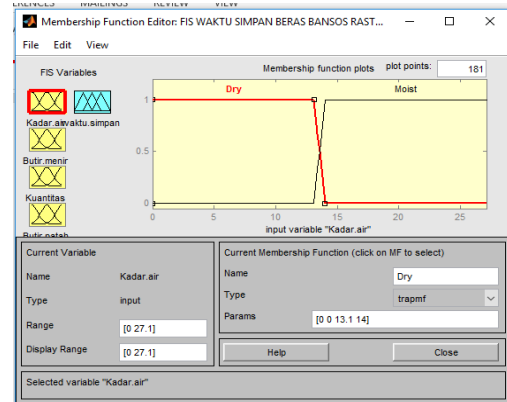 Membership Function Editor: FIS WAKTU SIMPAN BERAS BANSOS RAST...
File Edit View
FIS Variables
Membership function plots
plot points: 181
Kadar.air
waktu.simpan
Butir.menir
Kuantitas
Butir.patah
Dry
Moist
1
0.5
0
0 5 10 15 20 25
input variable "Kadar.air"
Current Variable
Name Kadar.air
Type input
Range [0 27.1]
Display Range [0 27.1]
Current Membership Function (click on MF to select)
Name Dry
Type trapmf
Params [0 0 13.1 14]
Help Close
Selected variable "Kadar.air"